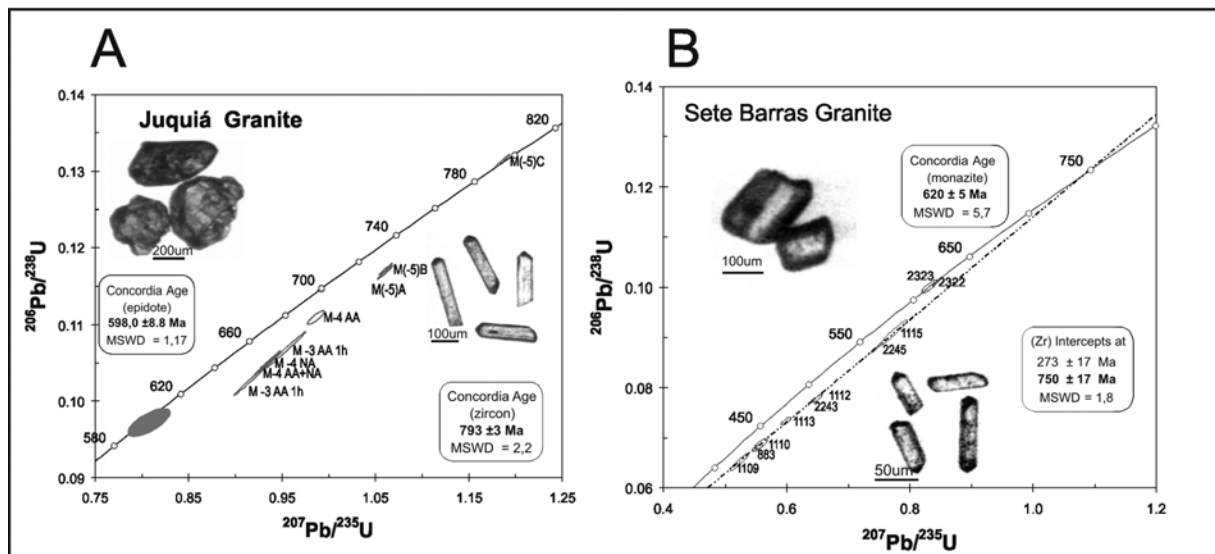 A
Juquiá Granite
0.14
0.13
0.12
0.11
0.10
0.09
206Pb/238U
0.75
0.85
0.95
1.05
1.15
1.25
207Pb/235U
580
620
660
700
740
780
820
200um
100um
Concordia Age
(epidote)
598,0 ±8.8 Ma
MSWD = 1,17
M(-5)C
M(-5)B
M(-5)A
M-4 AA
M -3 AA 1h
M -4 NA
M -4 AA+NA
M -3 AA 1h
Concordia Age
(zircon)
793 ±3 Ma
MSWD = 2,2
B
Sete Barras Granite
0.14
0.12
0.10
0.08
0.06
206Pb/238U
0.4
0.6
0.8
1.0
1.2
207Pb/235U
450
550
650
750
100um
50um
Concordia Age
(monazite)
620 ± 5 Ma
MSWD = 5,7
2323
2322
1115
2245
1112
2243
1113
1110
883
1109
(Zr) Intercepts at
273 ± 17 Ma
750 ± 17 Ma
MSWD = 1,8